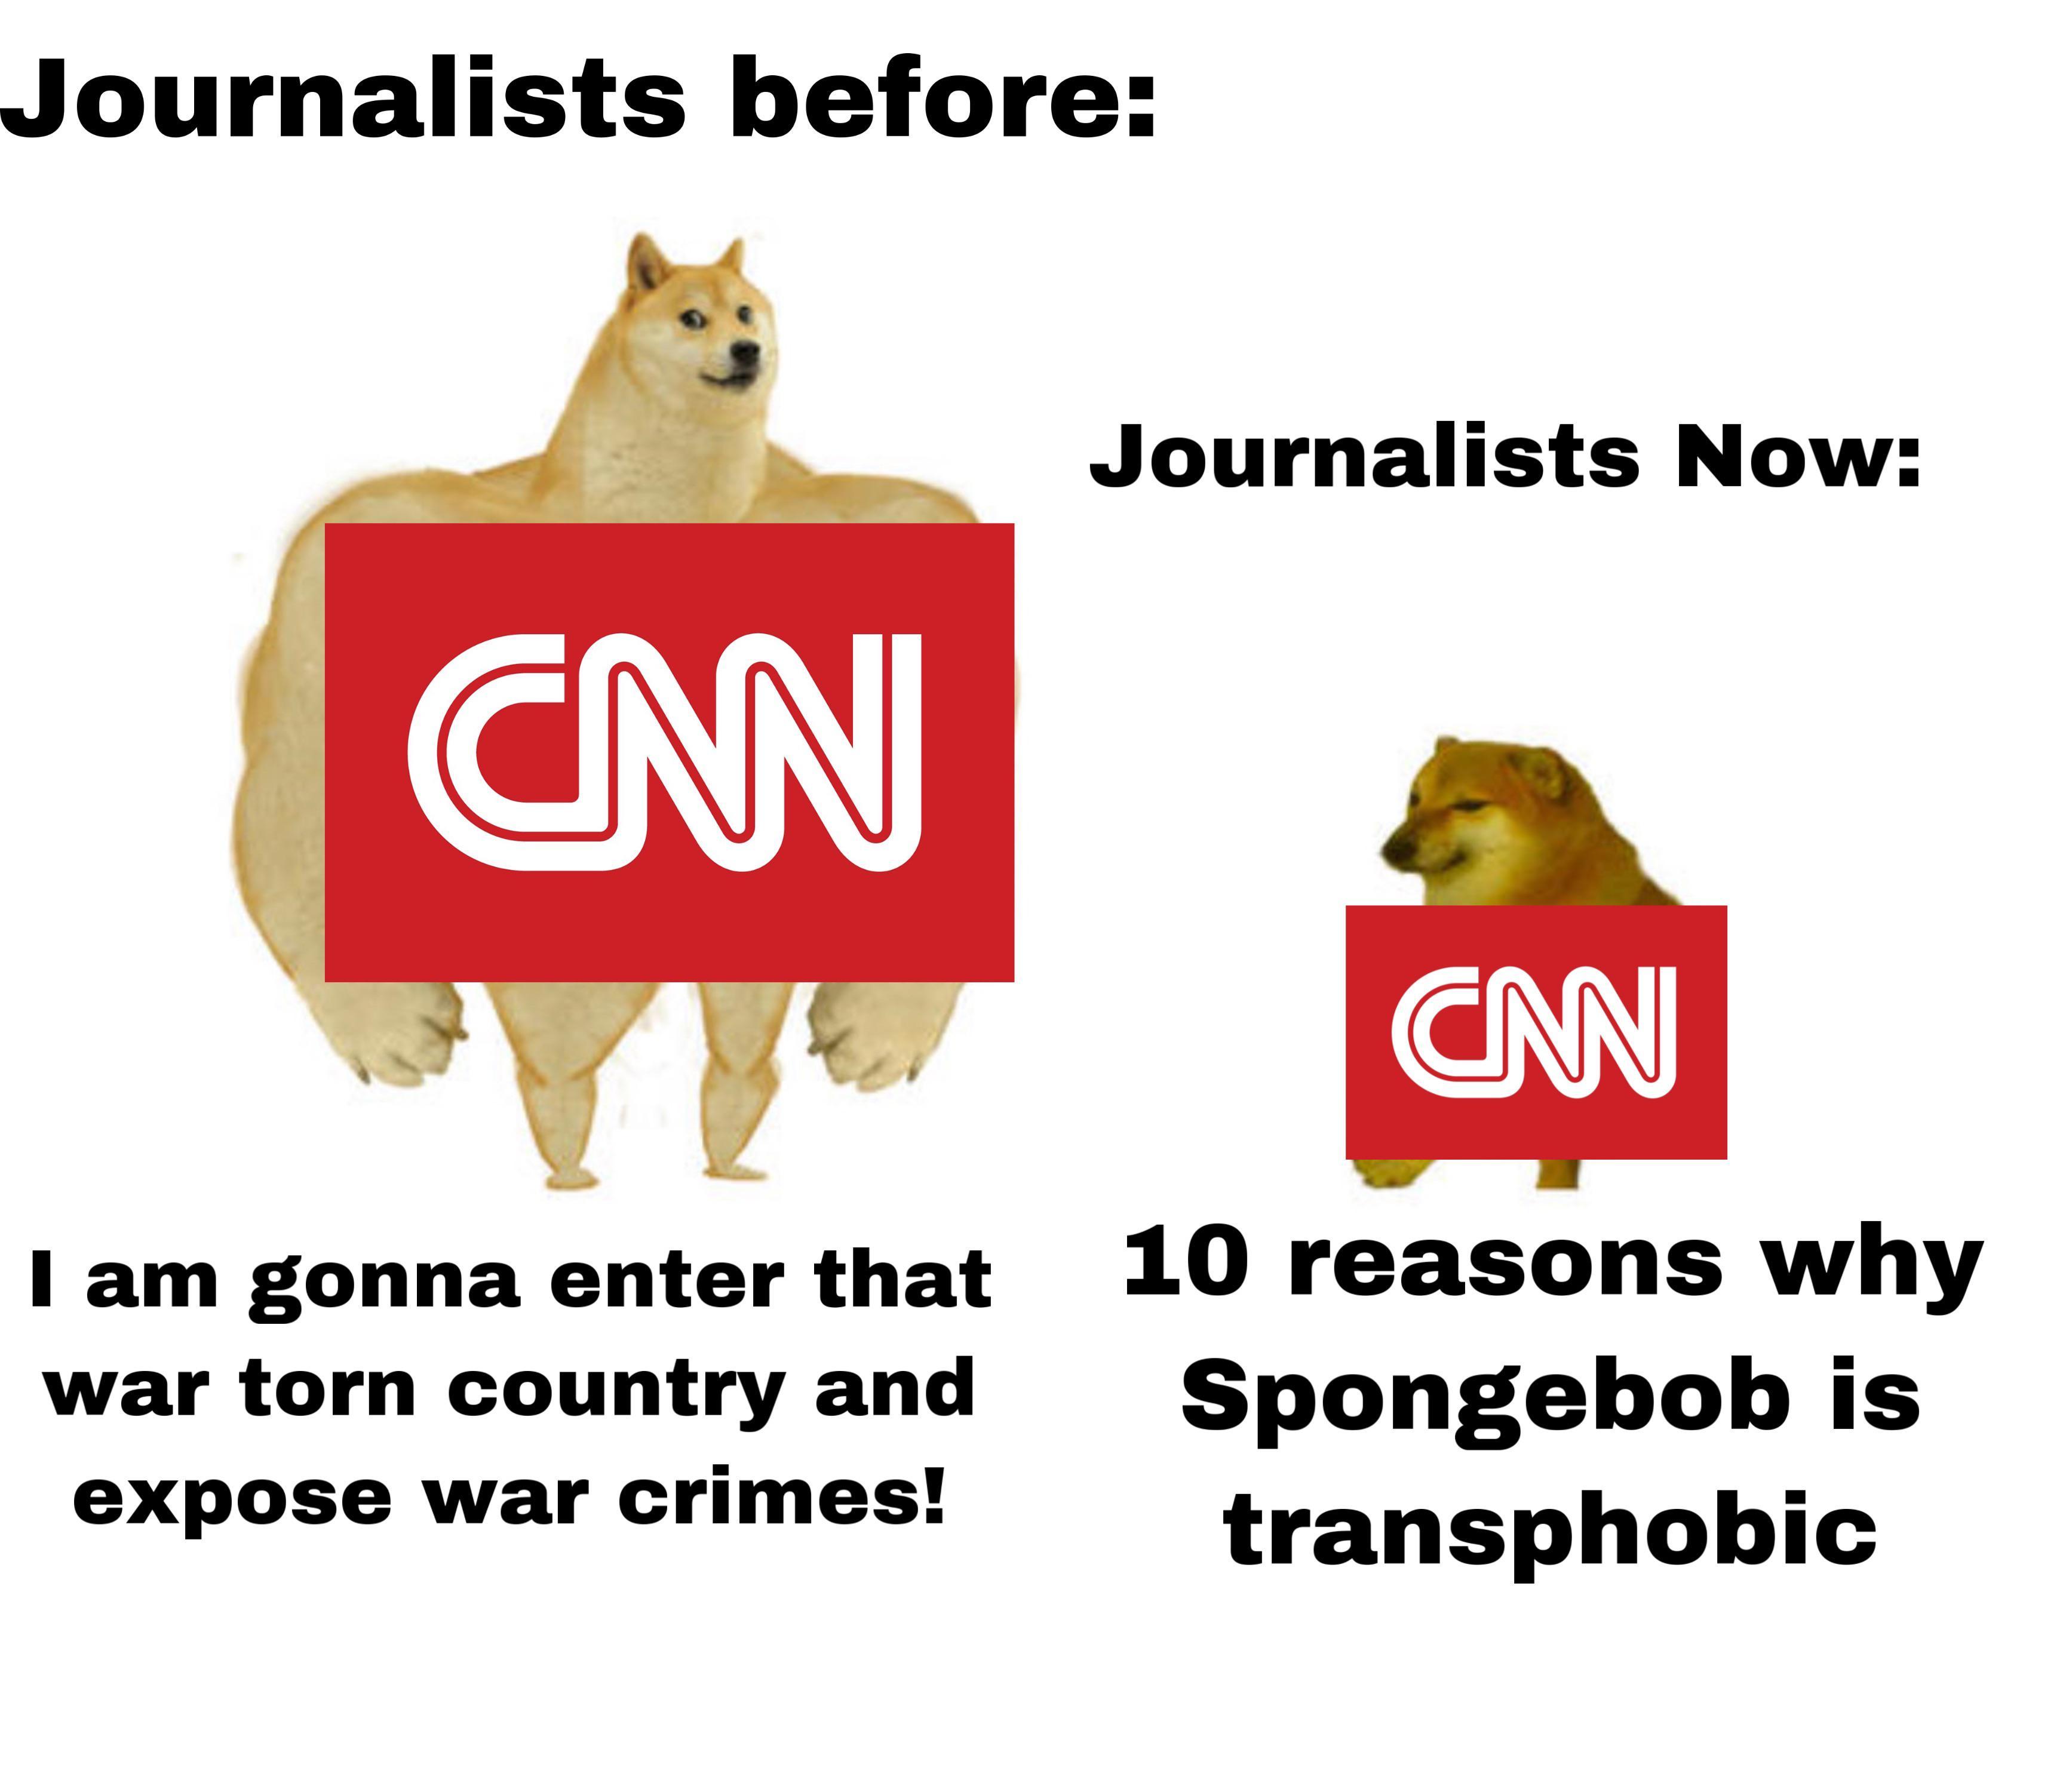 Journalists before:
CNN
I am gonna enter that
war torn country and
expose war crimes!
Journalists Now:
CNN
10 reasons why
Spongebob is
transphobic